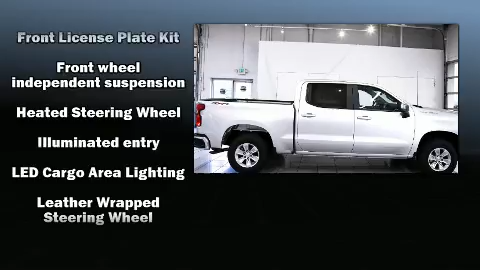 Front License Plate Kit
Front wheel
independent suspension
Heated Steering Wheel
Illuminated entry
LED Cargo Area Lighting
Leather Wrapped
Steering Wheel